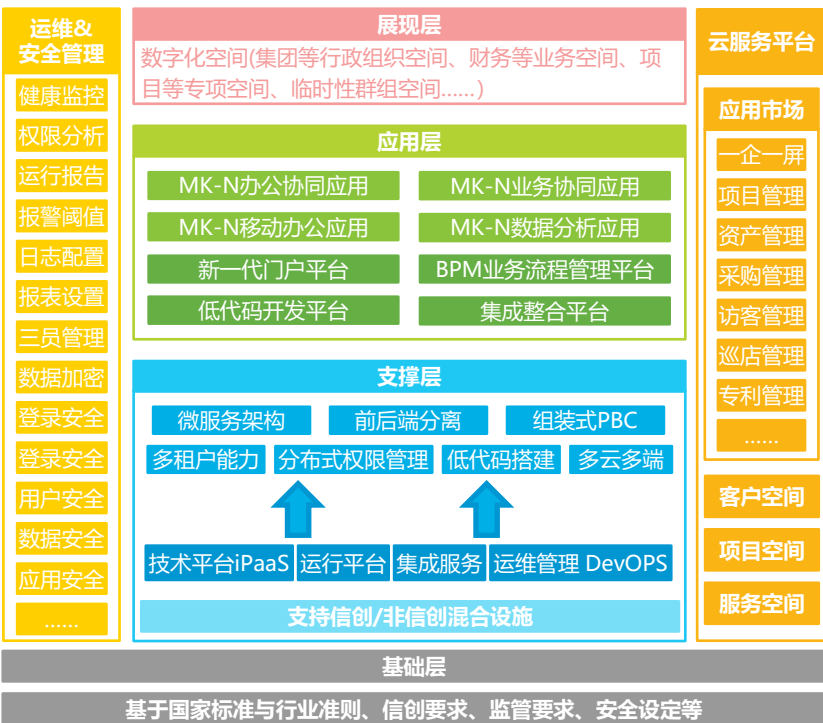 运维&
安全管理
健康监控
权限分析
运行报告
报警阈值
日志配置
报表设置
三员管理
数据加密
登录安全
登录安全
用户安全
数据安全
应用安全
......
展现层
数字化空间(集团等行政组织空间、财务等业务空间、项
目等专项空间、临时性群组空间......)
应用层
MK-N办公协同应用
MK-N业务协同应用
MK-N移动办公应用
MK-N数据分析应用
新一代门户平台
BPM业务流程管理平台
低代码开发平台
集成整合平台
支撑层
微服务架构
前后端分离
组装式PBC
多租户能力
分布式权限管理
低代码搭建
多云多端
技术平台iPaaS
运行平台
集成服务
运维管理 DevOPS
支持信创/非信创混合设施
云服务平台
应用市场
一企一屏
项目管理
资产管理
采购管理
访客管理
巡店管理
专利管理
......
客户空间
项目空间
服务空间
基础层
基于国家标准与行业准则、信创要求、监管要求、安全设定等